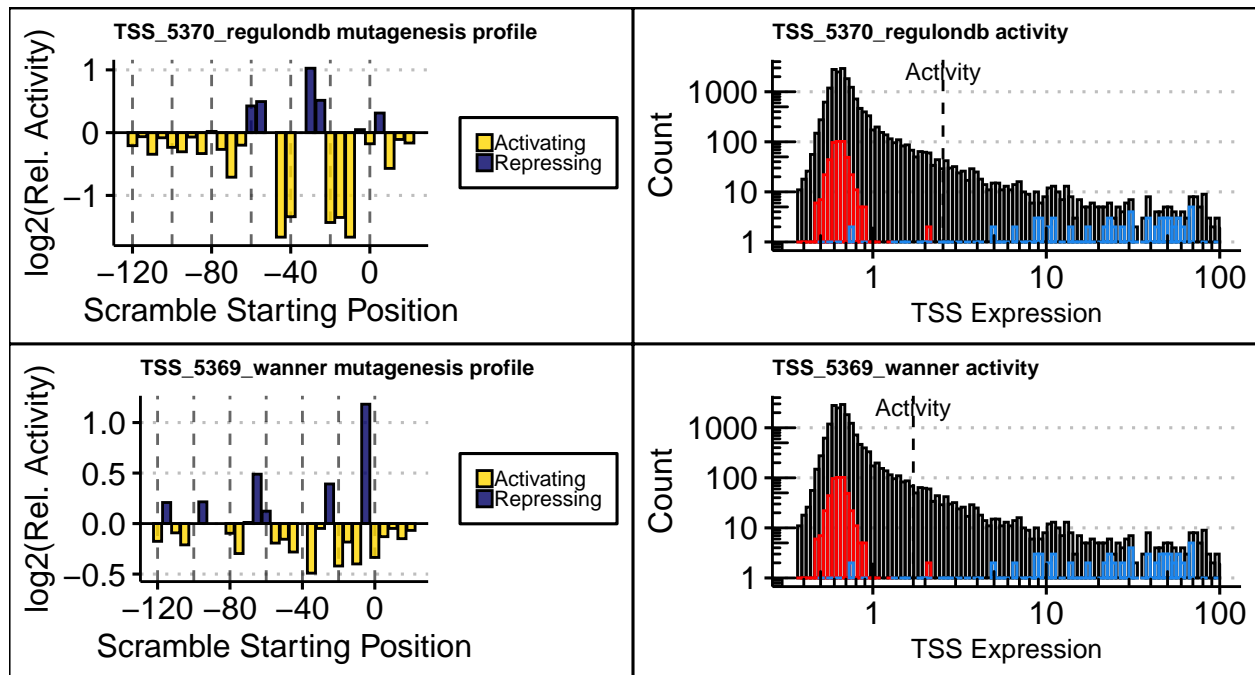 TSS_5370_regulondb mutagenesis profile
log2(Rel. Activity)
1
0
−1
−120
−80
−40
0
Scramble Starting Position
Activating
Repressing
TSS_5370_regulondb activity
Activity
Count
1000
100
10
1
1
10
100
TSS Expression
TSS_5369_wanner mutagenesis profile
log2(Rel. Activity)
1.0
0.5
0.0
−0.5
−120
−80
−40
0
Scramble Starting Position
Activating
Repressing
TSS_5369_wanner activity
Activity
Count
1000
100
10
1
1
10
100
TSS Expression